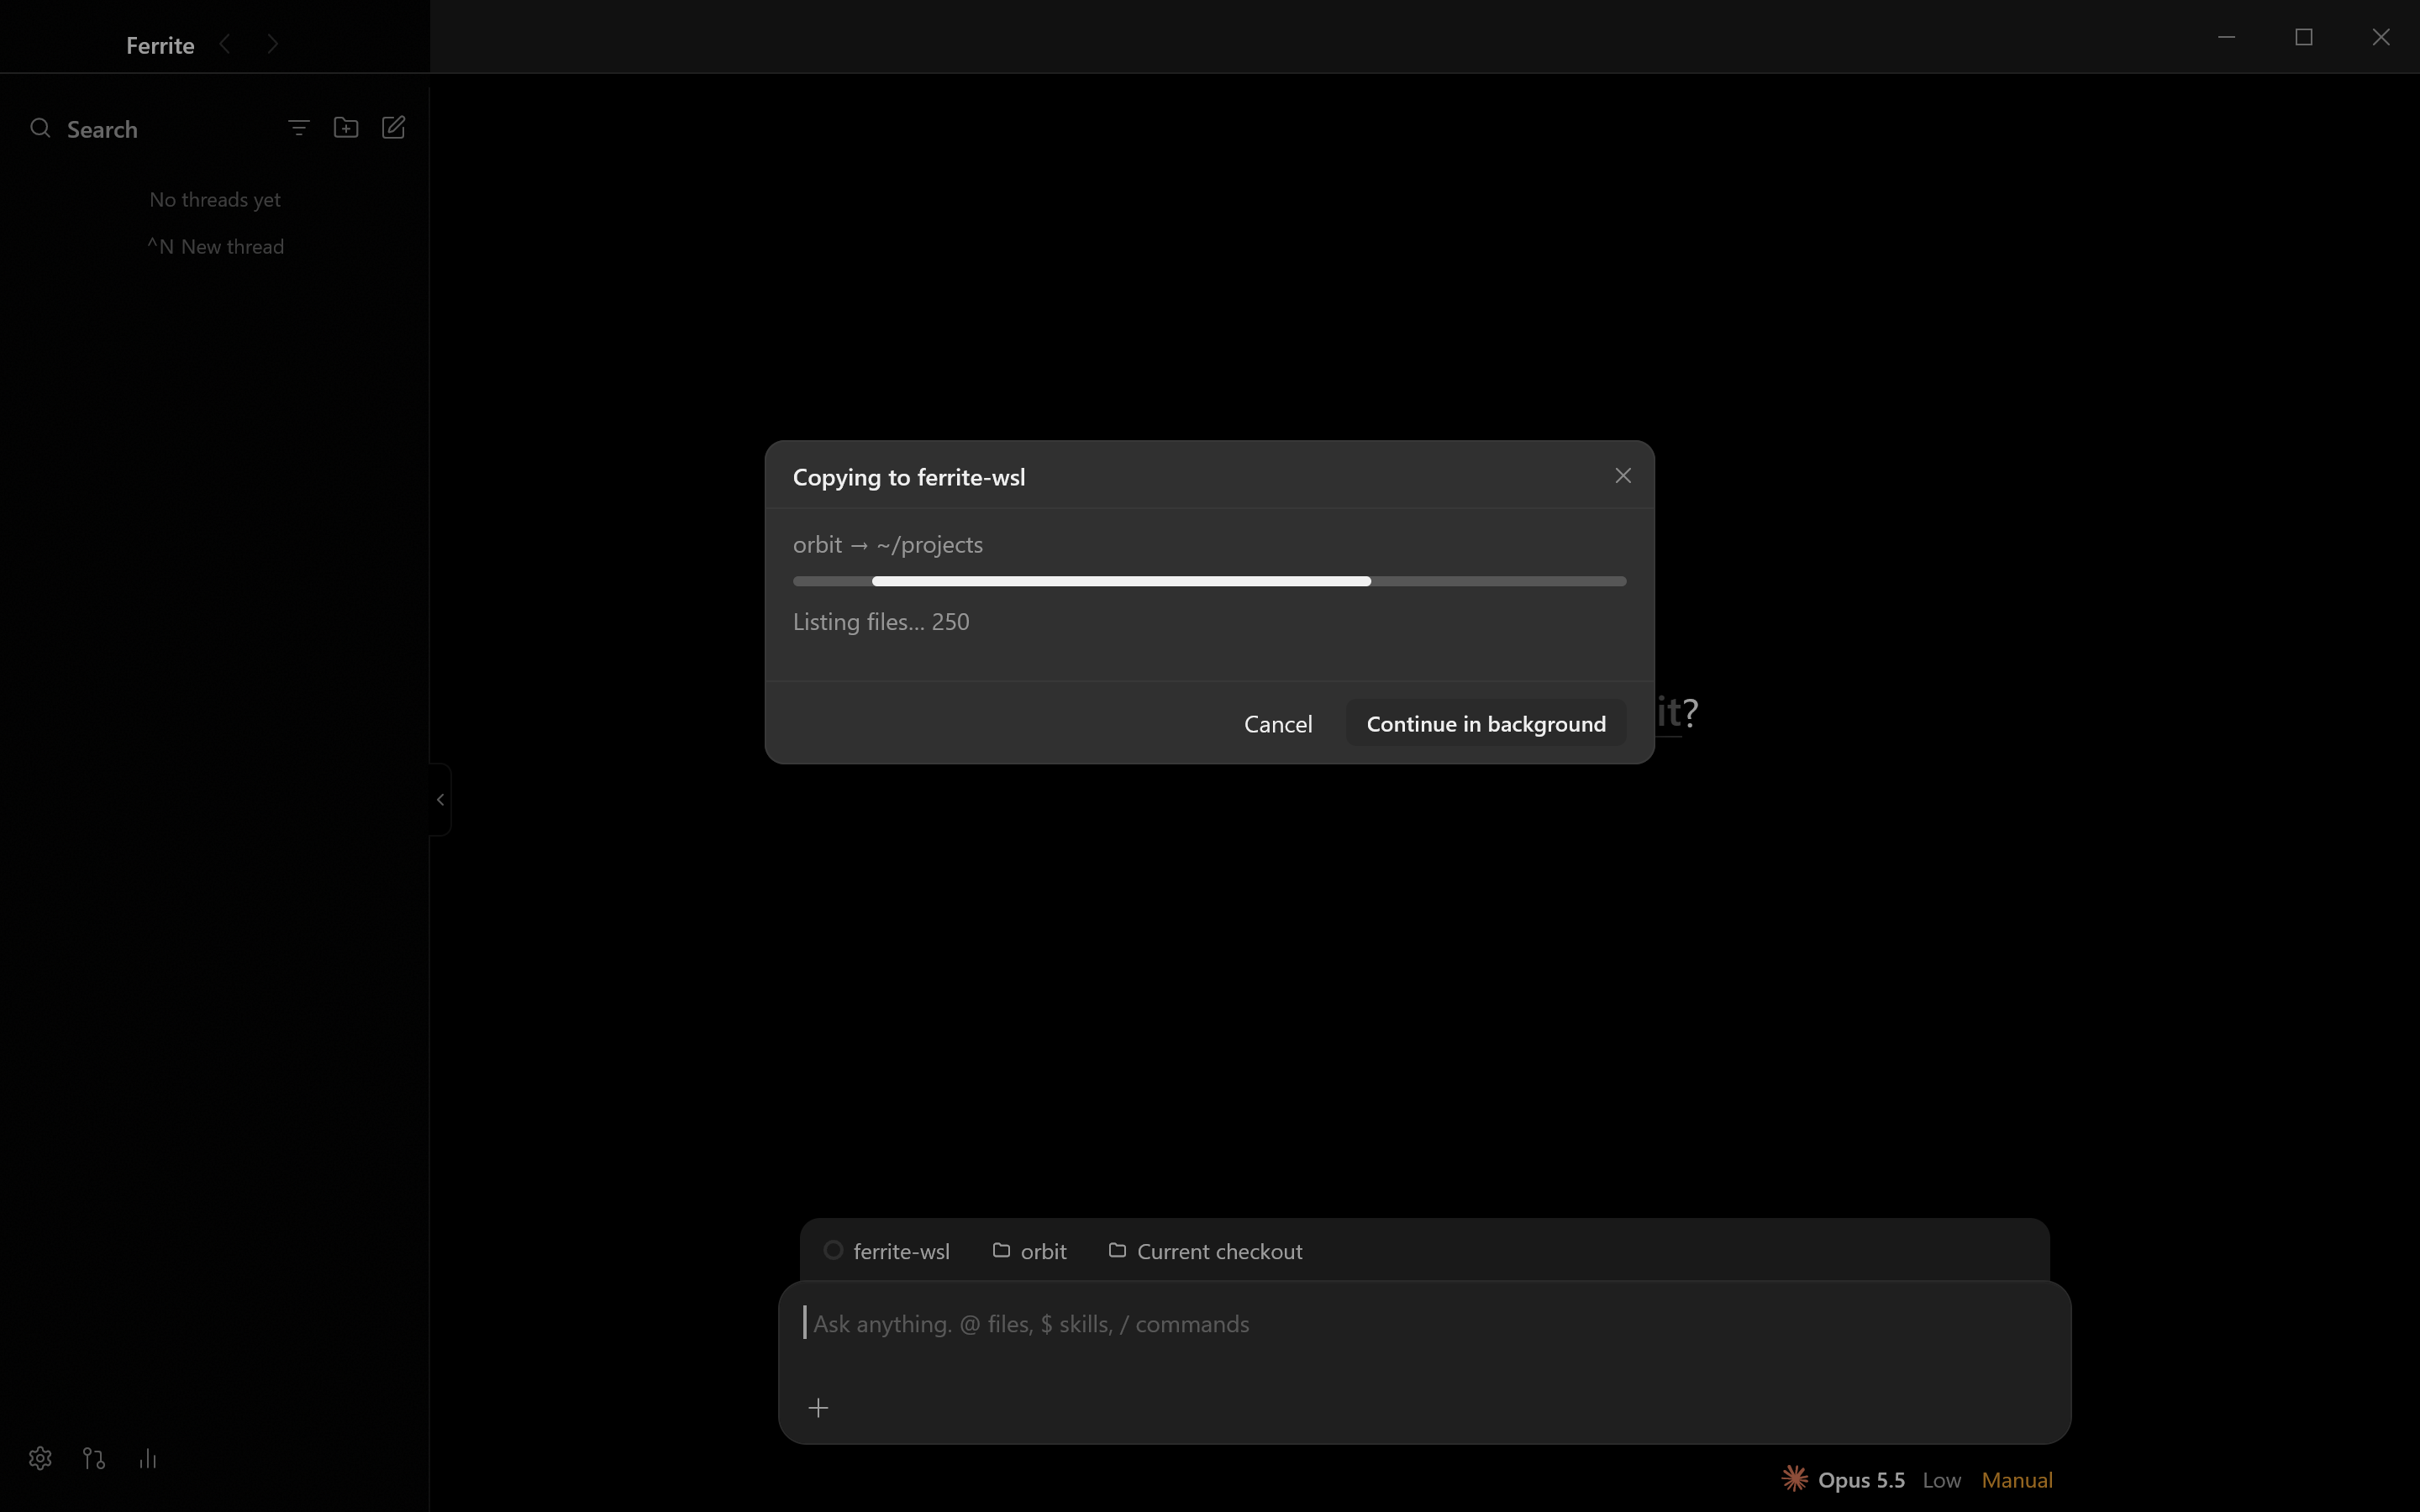 Ferrite
Search
No threads yet
^N New thread
Copying to ferrite-wsl
orbit → ~/projects
Listing files... 250
Cancel
Continue in background
it?
ferrite-wsl
orbit
Current checkout
Ask anything. @ files, $ skills, / commands
Opus 5.5 Low Manual